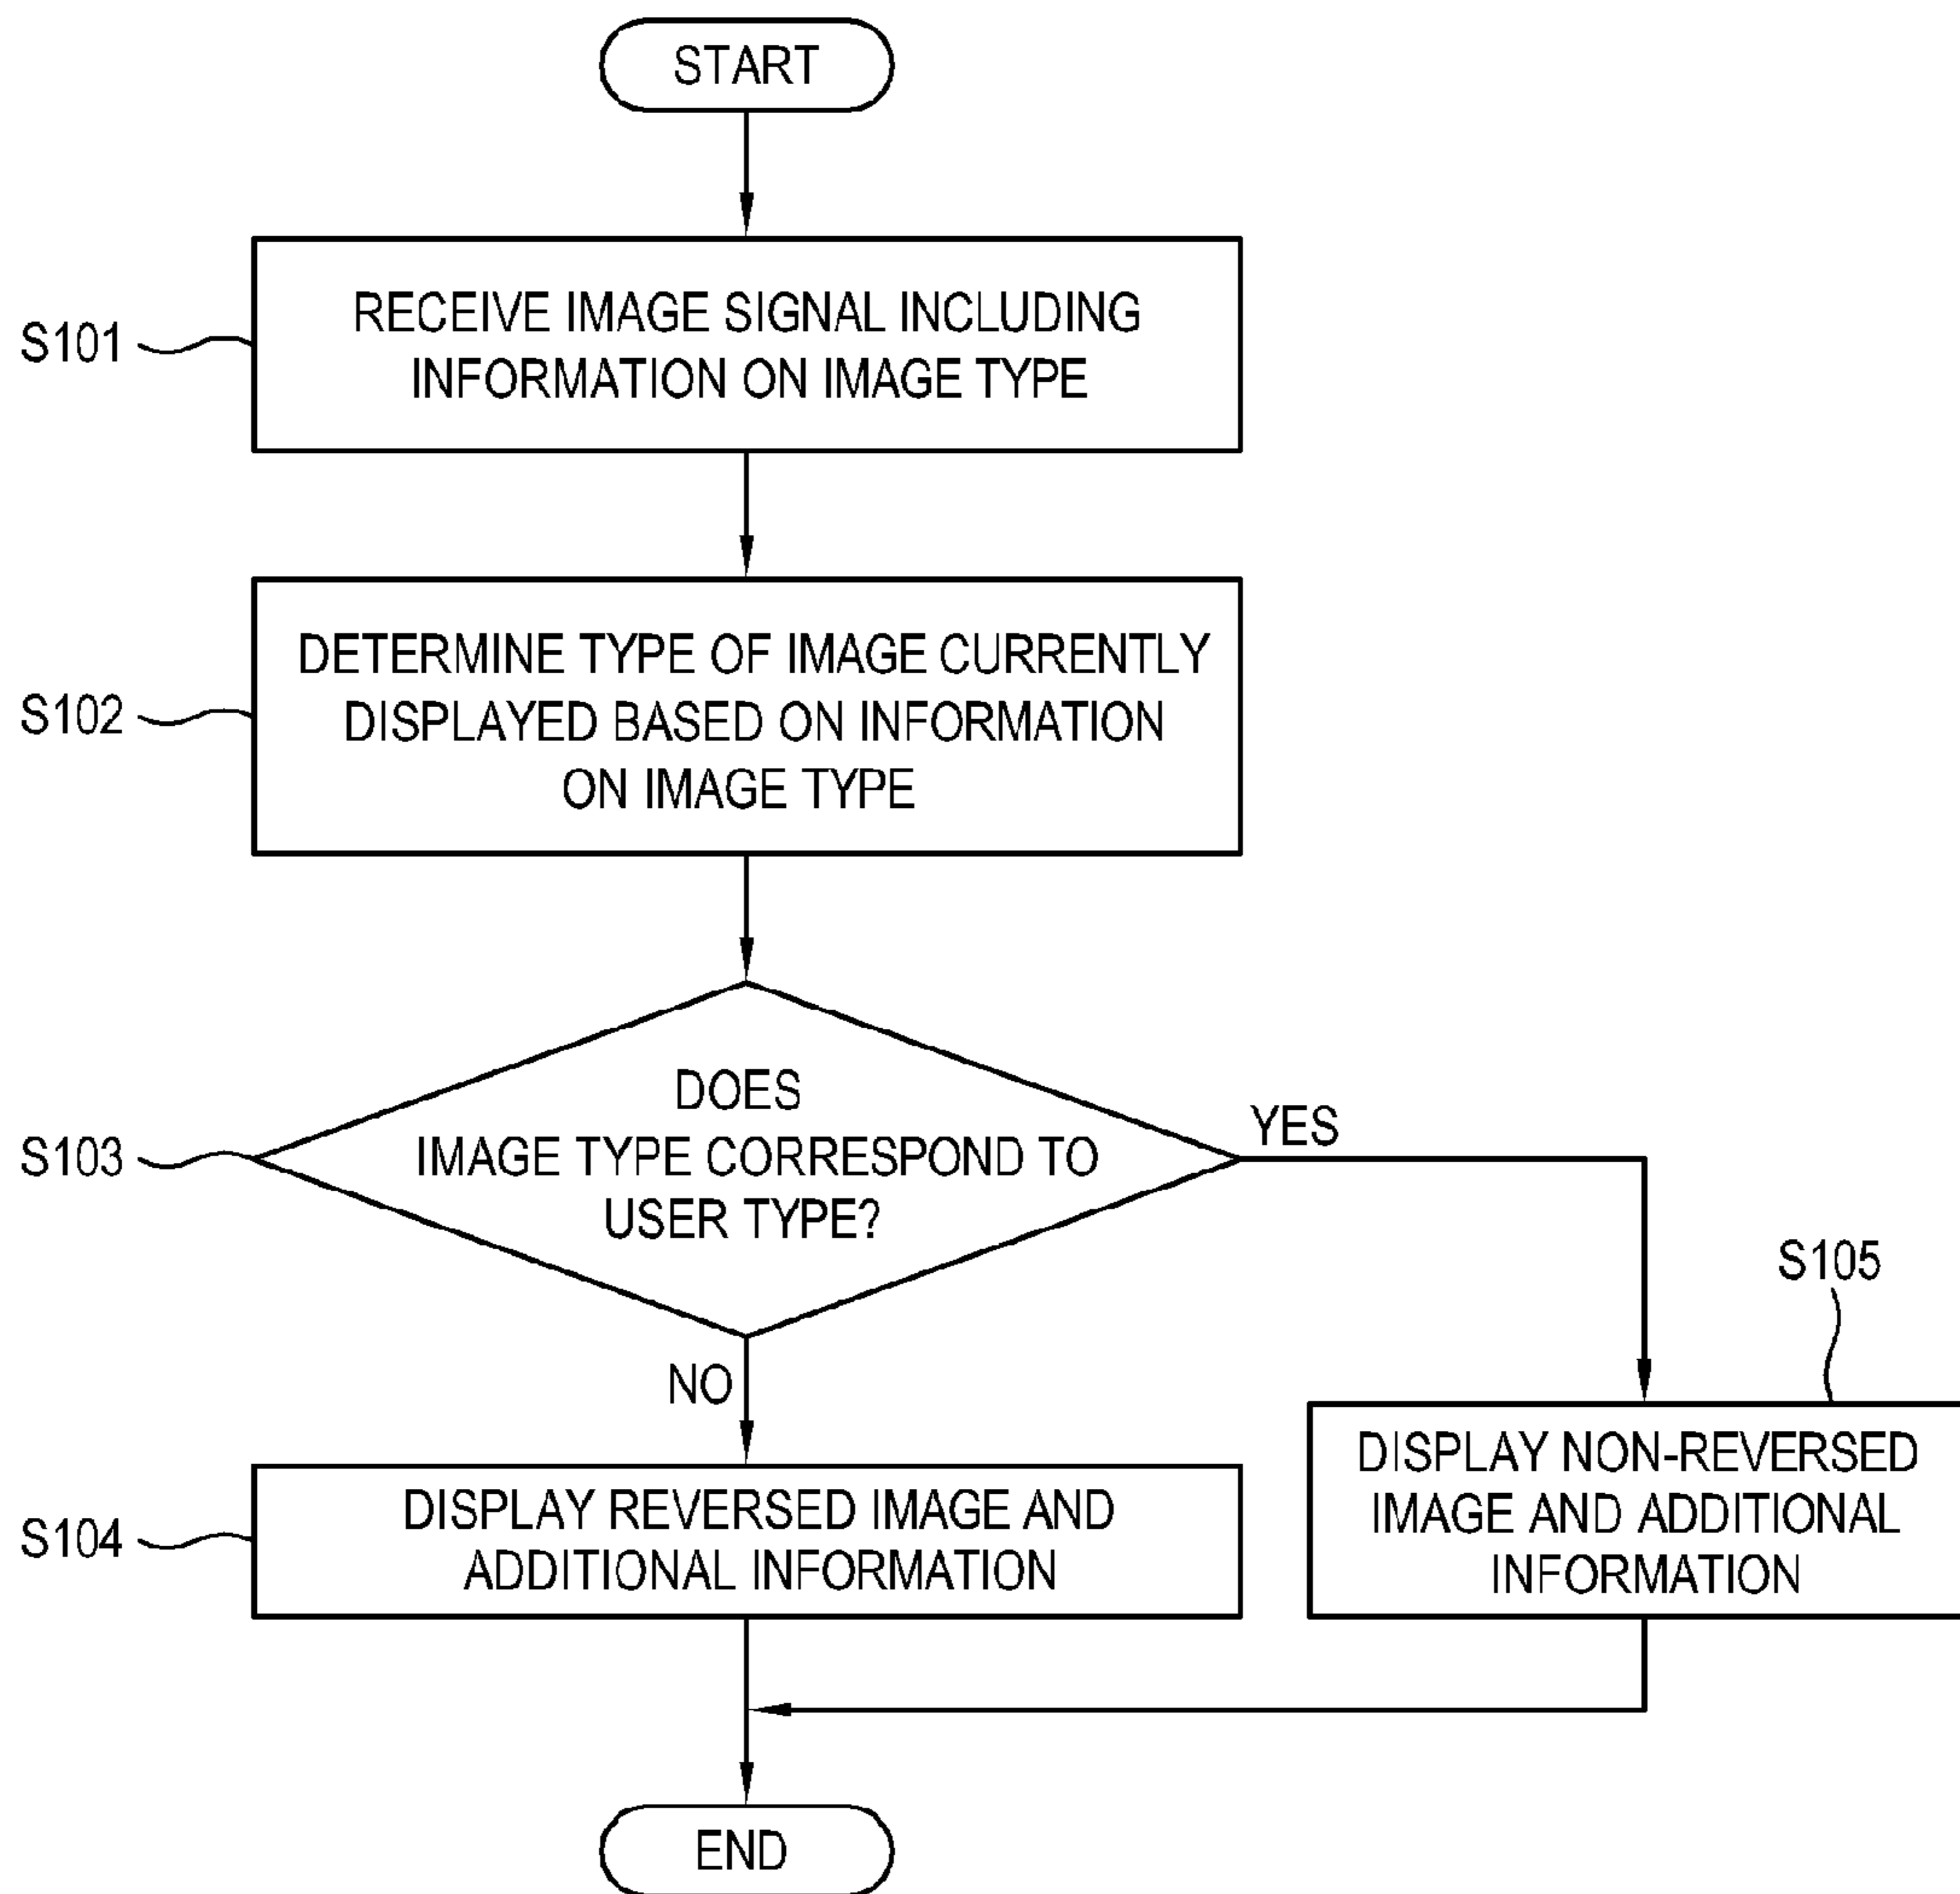 START
S101
RECEIVE IMAGE SIGNAL INCLUDING
INFORMATION ON IMAGE TYPE
S102
DETERMINE TYPE OF IMAGE CURRENTLY
DISPLAYED BASED ON INFORMATION
ON IMAGE TYPE
S103
DOES
IMAGE TYPE CORRESPOND TO
USER TYPE?
YES
NO
S104
DISPLAY REVERSED IMAGE AND
ADDITIONAL INFORMATION
S105
DISPLAY NON-REVERSED
IMAGE AND ADDITIONAL
INFORMATION
END